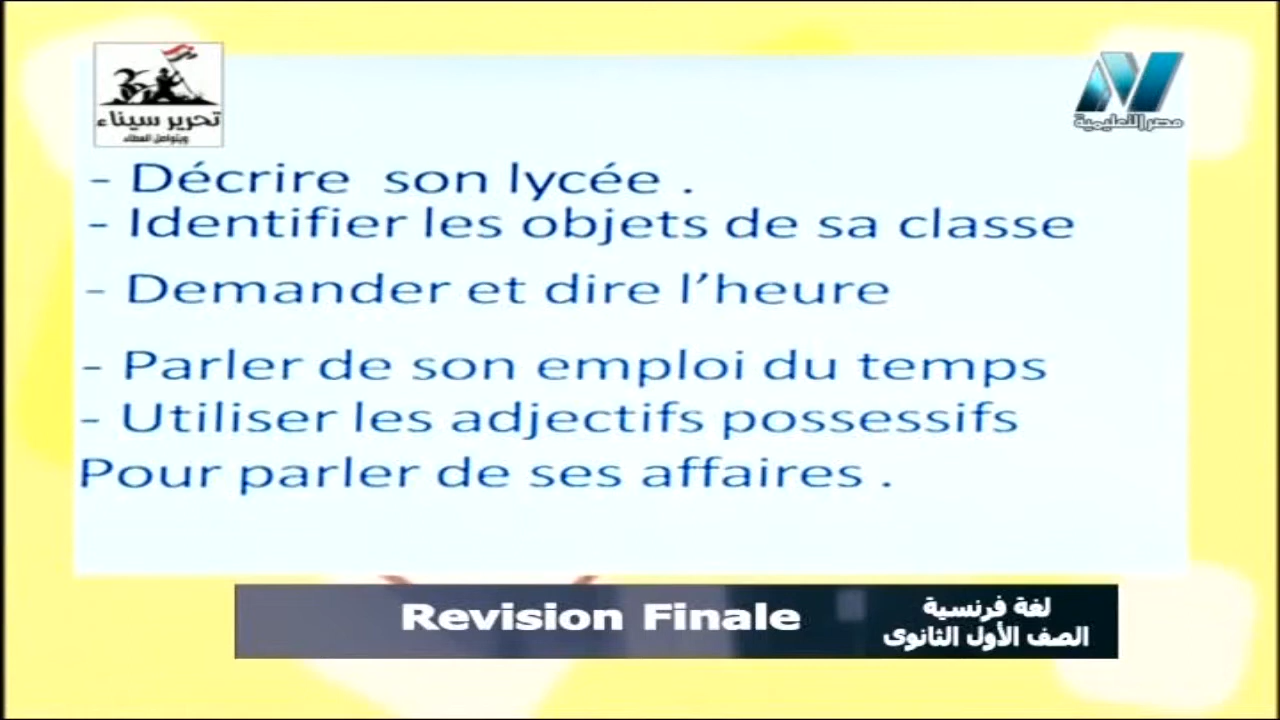 تحرير سيناء
ويتواصل العطاء
مصر التعليمية
- Décrire son lycée .
- Identifier les objets de sa classe
- Demander et dire l’heure
- Parler de son emploi du temps
- Utiliser les adjectifs possessifs
Pour parler de ses affaires .
Revision Finale
لغة فرنسية
الصف الأول الثانوى